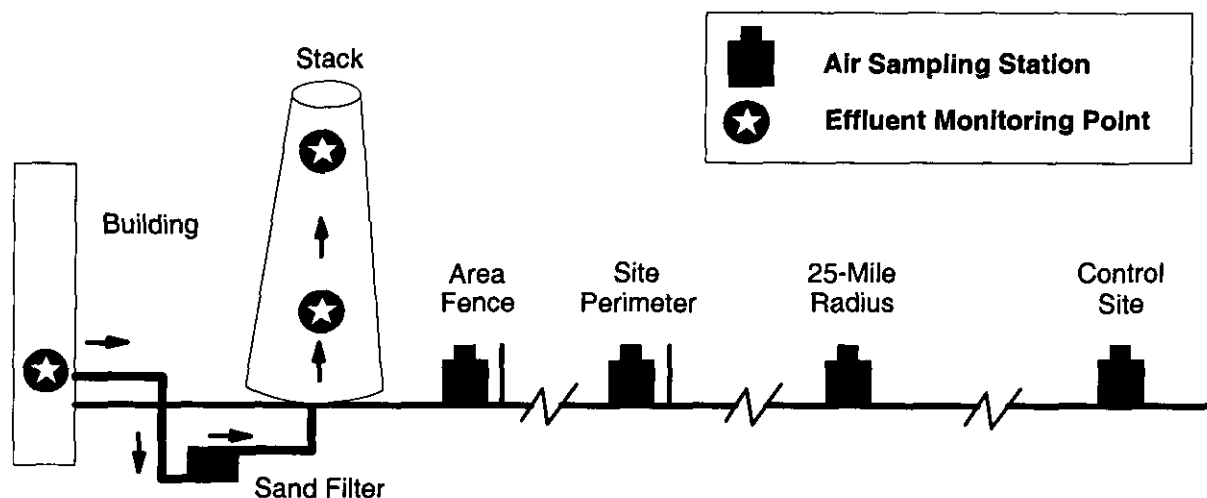 Stack
Air Sampling Station
Effluent Monitoring Point
Building
Area
Fence
Site
Perimeter
25-Mile
Radius
Control
Site
Sand Filter